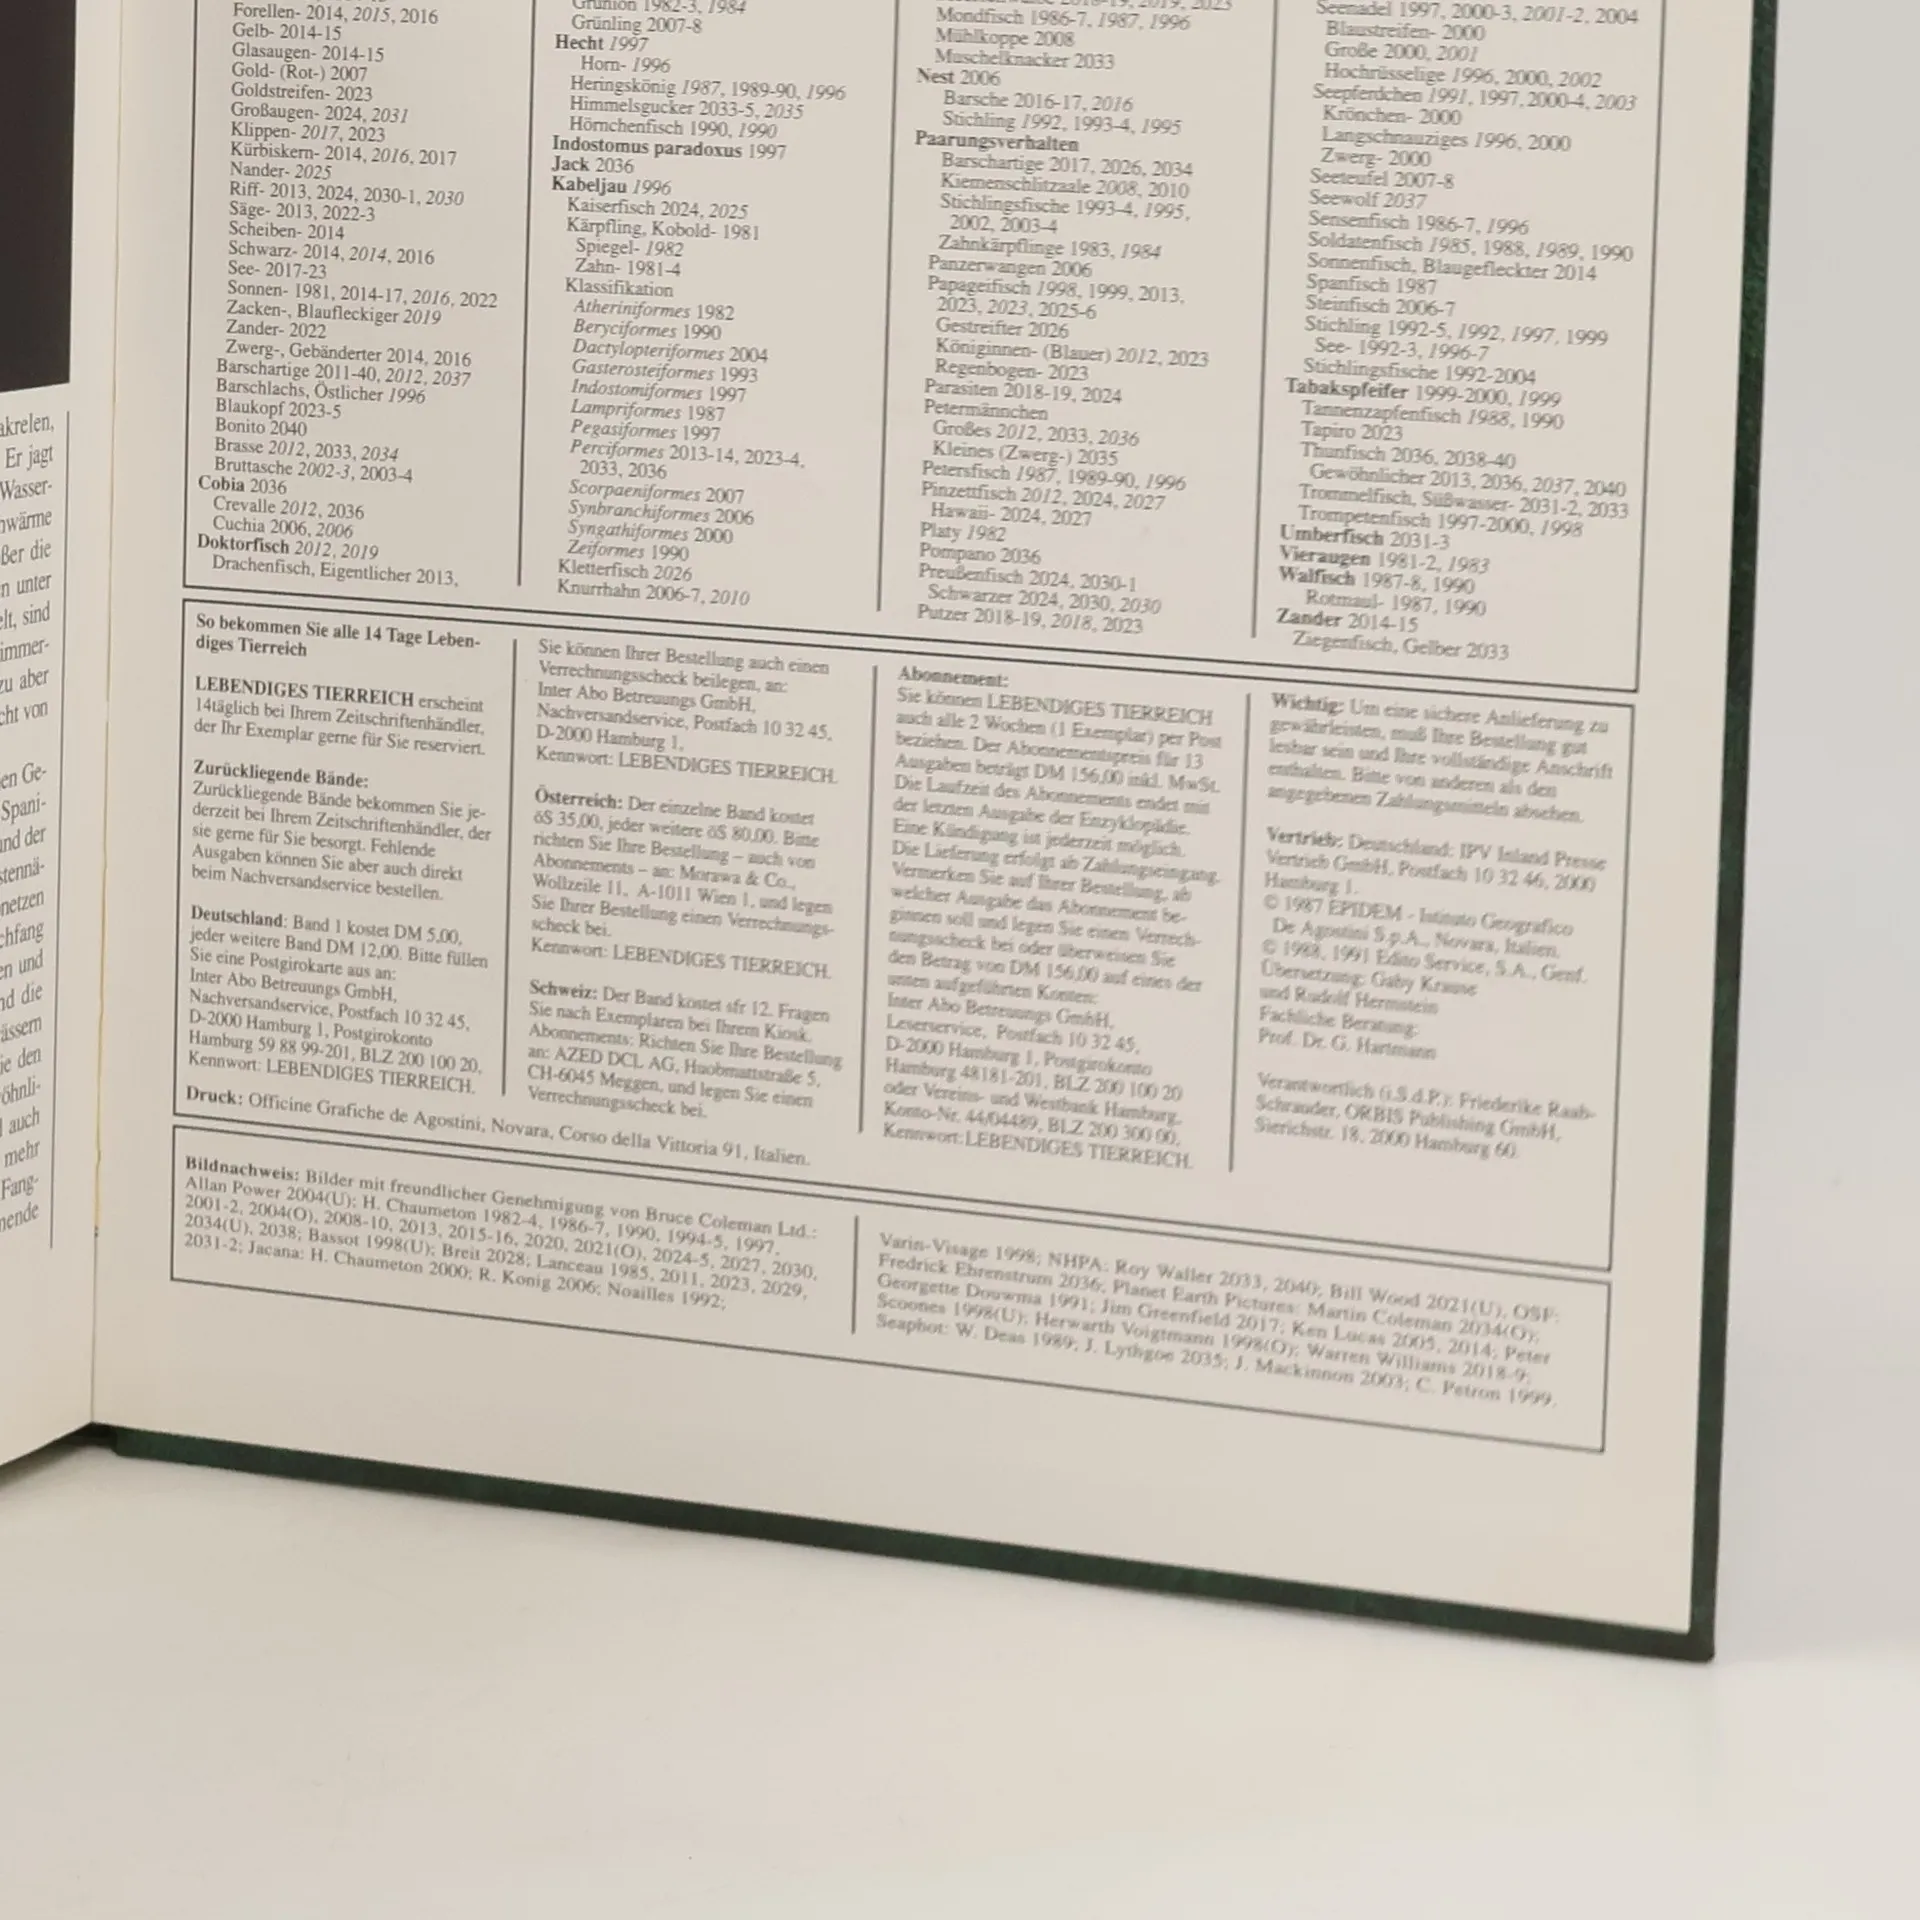 akrelen,
Er jagt
Wasser-
hwärme
ßer die
n unter
elt, sind
immer-
zu aber
cht von
en Ge-
Spani-
und der
stennä-
netzen
chfang
en und
nd die
ässern
ie den
öhnli-
auch
mehr
Fang-
nende
Forellen- 2014, 2015, 2016
Gelb- 2014-15
Glasaugen- 2014-15
Gold- (Rot-) 2007
Goldstreifen- 2023
Großaugen- 2024, 2031
Klippen- 2017, 2023
Kürbiskern- 2014, 2016, 2017
Nander- 2025
Riff- 2013, 2024, 2030-1, 2030
Säge- 2013, 2022-3
Scheiben- 2014
Schwarz- 2014, 2014, 2016
See- 2017-23
Sonnen- 1981, 2014-17, 2016, 2022
Zacken-, Blaufleckiger 2019
Zander- 2022
Zwerg-, Gebänderter 2014, 2016
Barschartige 2011-40, 2012, 2037
Barschlachs, Östlicher 1996
Blaukopf 2023-5
Bonito 2040
Brasse 2012, 2033, 2034
Bruttasche 2002-3, 2003-4
Cobia 2036
Crevalle 2012, 2036
Cuchia 2006, 2006
Doktorfisch 2012, 2019
Drachenfisch, Eigentlicher 2013,
Grunion 1982-3, 1984
Grünling 2007-8
Hecht 1997
Horn- 1996
Heringskönig 1987, 1989-90, 1996
Himmelsgucker 2033-5, 2035
Hörnchenfisch 1990, 1990
Indostomus paradoxus 1997
Jack 2036
Kabeljau 1996
Kaiserfisch 2024, 2025
Kärpfling, Kobold- 1981
Spiegel- 1982
Zahn- 1981-4
Klassifikation
Atheriniformes 1982
Beryciformes 1990
Dactylopteriformes 2004
Gasterosteiformes 1993
Indostomiformes 1997
Lampriformes 1987
Pegasiformes 1997
Perciformes 2013-14, 2023-4,
2033, 2036
Scorpaeniformes 2007
Synbranchiformes 2006
Syngathiformes 2000
Zeiformes 1990
Kletterfisch 2026
Knurrhahn 2006-7, 2010
Mondfisch 1986-7, 1987, 1996
Mühlkoppe 2008
Muschelknacker 2033
Nest 2006
Barsche 2016-17, 2016
Stichling 1992, 1993-4, 1995
Paarungsverhalten
Barschartige 2017, 2026, 2034
Kiemenschlitzaale 2008, 2010
Stichlingsfische 1993-4, 1995,
2002, 2003-4
Zahnkärpflinge 1983, 1984
Panzerwangen 2006
Papageifisch 1998, 1999, 2013,
2023, 2023, 2025-6
Gestreifter 2026
Königinnen- (Blauer) 2012, 2023
Regenbogen- 2023
Parasiten 2018-19, 2024
Petermännchen
Großes 2012, 2033, 2036
Kleines (Zwerg-) 2035
Petersfisch 1987, 1989-90, 1996
Pinzettfisch 2012, 2024, 2027
Hawaii- 2024, 2027
Platy 1982
Pompano 2036
Preußenfisch 2024, 2030-1
Schwarzer 2024, 2030, 2030
Putzer 2018-19, 2018, 2023
Seenadel 1997, 2000-3, 2001-2, 2004
Blaustreifen- 2000
Große 2000, 2001
Hochrüsselige 1996, 2000, 2002
Seepferdchen 1991, 1997, 2000-4, 2003
Krönchen- 2000
Langschnauziges 1996, 2000
Zwerg- 2000
Seeteufel 2007-8
Seewolf 2037
Sensenfisch 1986-7, 1996
Soldatenfisch 1985, 1988, 1989, 1990
Sonnenfisch, Blaugefleckter 2014
Spanfisch 1987
Steinfisch 2006-7
Stichling 1992-5, 1992, 1997, 1999
See- 1992-3, 1996-7
Stichlingsfische 1992-2004
Tabakspfeifer 1999-2000, 1999
Tannenzapfenfisch 1988, 1990
Tapiro 2023
Thunfisch 2036, 2038-40
Gewöhnlicher 2013, 2036, 2037, 2040
Trommelfisch, Süßwasser- 2031-2, 2033
Trompetenfisch 1997-2000, 1998
Umberfisch 2031-3
Vieraugen 1981-2, 1983
Walfisch 1987-8, 1990
Rotmaul- 1987, 1990
Zander 2014-15
Ziegenfisch, Gelber 2033
So bekommen Sie alle 14 Tage Leben-
diges Tierreich
LEBENDIGES TIERREICH erscheint
14täglich bei Ihrem Zeitschriftenhändler,
der Ihr Exemplar gerne für Sie reserviert.
Zurückliegende Bände:
Zurückliegende Bände bekommen Sie je-
derzeit bei Ihrem Zeitschriftenhändler, der
sie gerne für Sie besorgt. Fehlende
Ausgaben können Sie aber auch direkt
beim Nachversandservice bestellen.
Deutschland: Band 1 kostet DM 5,00,
jeder weitere Band DM 12,00. Bitte füllen
Sie eine Postgirokarte aus an:
Inter Abo Betreuungs GmbH,
Nachversandservice, Postfach 10 32 45,
D-2000 Hamburg 1, Postgirokonto
Hamburg 59 88 99-201, BLZ 200 100 20,
Kennwort: LEBENDIGES TIERREICH.
Sie können Ihrer Bestellung auch einen
Verrechnungsscheck beilegen, an:
Inter Abo Betreuungs GmbH,
Nachversandservice, Postfach 10 32 45,
D-2000 Hamburg 1,
Kennwort: LEBENDIGES TIERREICH.
Österreich: Der einzelne Band kostet
öS 35,00, jeder weitere öS 80,00. Bitte
richten Sie Ihre Bestellung – auch von
Abonnements – an: Morawa & Co.,
Wollzeile 11, A-1011 Wien 1, und legen
Sie Ihrer Bestellung einen Verrechnungs-
scheck bei.
Kennwort: LEBENDIGES TIERREICH.
Schweiz: Der Band kostet sfr 12. Fragen
Sie nach Exemplaren bei Ihrem Kiosk.
Abonnements: Richten Sie Ihre Bestellung
an: AZED DCL AG, Huobmattstraße 5,
CH-6045 Meggen, und legen Sie einen
Verrechnungsscheck bei.
Druck: Officine Grafiche de Agostini, Novara, Corso della Vittoria 91, Italien.
Abonnement:
Sie können LEBENDIGES TIERREICH
auch alle 2 Wochen (1 Exemplar) per Post
beziehen. Der Abonnementspreis für 13
Ausgaben beträgt DM 156,00 inkl. MwSt.
Die Laufzeit des Abonnements endet mit
der letzten Ausgabe der Enzyklopädie.
Eine Kündigung ist jederzeit möglich.
Die Lieferung erfolgt ab Zahlungseingang.
Vermerken Sie auf Ihrer Bestellung, ab
welcher Ausgabe das Abonnement be-
ginnen soll und legen Sie einen Verrech-
nungsscheck bei oder überweisen Sie
den Betrag von DM 156,00 auf eines der
unten aufgeführten Konten:
Inter Abo Betreuungs GmbH,
Leserservice, Postfach 10 32 45,
D-2000 Hamburg 1, Postgirokonto
Hamburg 48181-201, BLZ 200 100 20
oder Vereins- und Westbank Hamburg,
Konto-Nr. 44/04489, BLZ 200 300 00,
Kennwort: LEBENDIGES TIERREICH.
Wichtig: Um eine sichere Anlieferung zu
gewährleisten, muß Ihre Bestellung gut
lesbar sein und Ihre vollständige Anschrift
enthalten. Bitte von anderen als den
angegebenen Zahlungsmitteln absehen.
Vertrieb: Deutschland: IPV Inland Presse
Vertrieb GmbH, Postfach 10 32 46, 2000
Hamburg 1.
© 1987 EPIDEM - Istituto Geografico
De Agostini S.p.A., Novara, Italien.
© 1988, 1991 Edito Service, S.A., Genf.
Übersetzung: Gaby Krause
und Rudolf Hermstein
Fachliche Beratung:
Prof. Dr. G. Hartmann
Verantwortlich (i.S.d.P.): Friederike Raab-
Schrauder, ORBIS Publishing GmbH,
Sierichstr. 18, 2000 Hamburg 60.
Bildnachweis: Bilder mit freundlicher Genehmigung von Bruce Coleman Ltd.:
Allan Power 2004(U); H. Chaumeton 1982-4, 1986-7, 1990, 1994-5, 1997,
2001-2, 2004(O), 2008-10, 2013, 2015-16, 2020, 2021(O), 2024-5, 2027, 2030,
2034(U), 2038; Bassot 1998(U); Breit 2028; Lanceau 1985, 2011, 2023, 2029,
2031-2; Jacana: H. Chaumeton 2000; R. König 2006; Noailles 1992;
Varin-Visage 1998; NHPA: Roy Waller 2033, 2040; Bill Wood 2021(U), OSF:
Fredrick Ehrenstrum 2036; Planet Earth Pictures: Martin Coleman 2034(O);
Georgette Douwma 1991; Jim Greenfield 2017; Ken Lucas 2005, 2014; Peter
Scoones 1998(U); Herwarth Voigtmann 1998(O); Warren Williams 2018-9;
Seaphot: W. Deas 1989; J. Lythgoe 2035; J. Mackinnon 2003; C. Petron 1999.